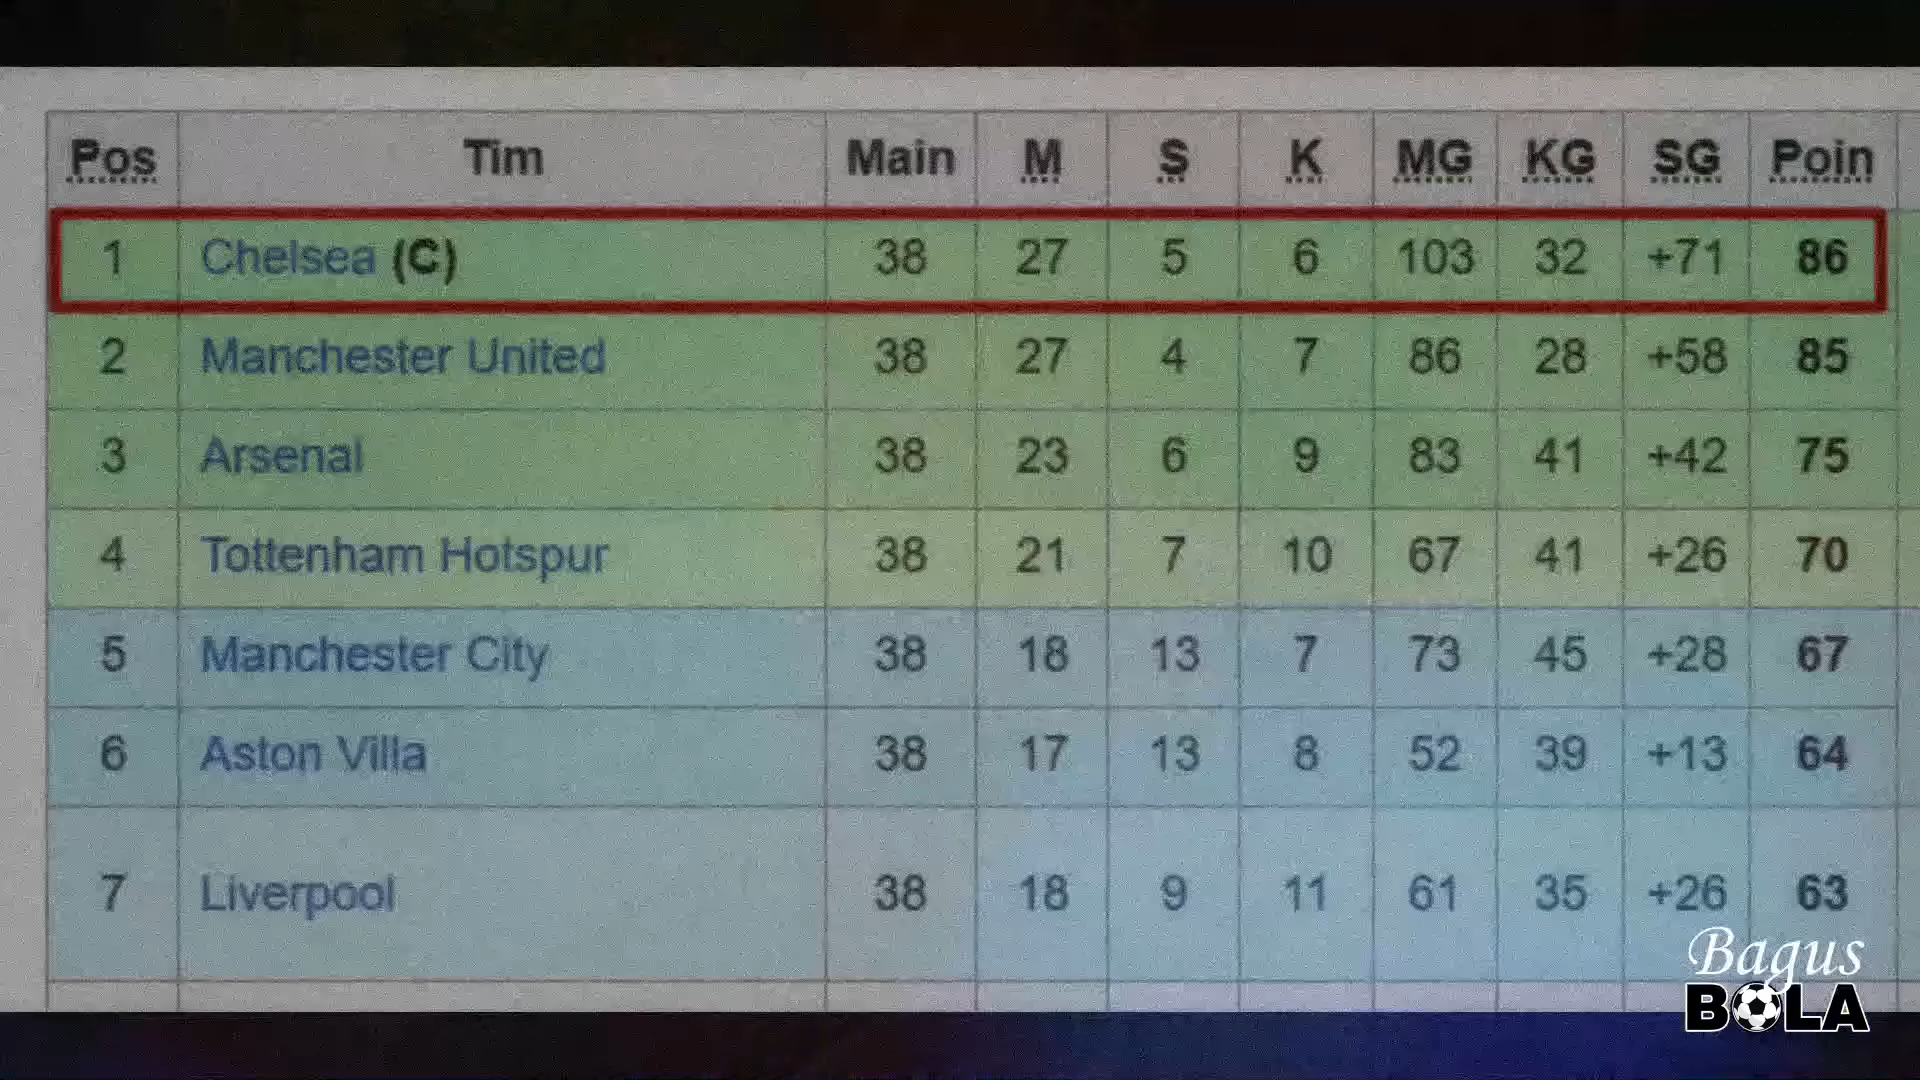 Pos Tim Main M S K MG KG SG Poin
1 Chelsea (C) 38 27 5 6 103 32 +71 86
2 Manchester United 38 27 4 7 86 28 +58 85
3 Arsenal 38 23 6 9 83 41 +42 75
4 Tottenham Hotspur 38 21 7 10 67 41 +26 70
5 Manchester City 38 18 13 7 73 45 +28 67
6 Aston Villa 38 17 13 8 52 39 +13 64
7 Liverpool 38 18 9 11 61 35 +26 63
Bagus
BOLA